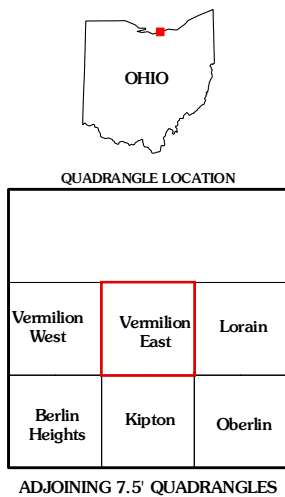 OHIO
QUADRANGLE LOCATION
Vermilion
West
Vermilion
East
Lorain
Berlin
Heights
Kipton
Oberlin
ADJOINING 7.5' QUADRANGLES